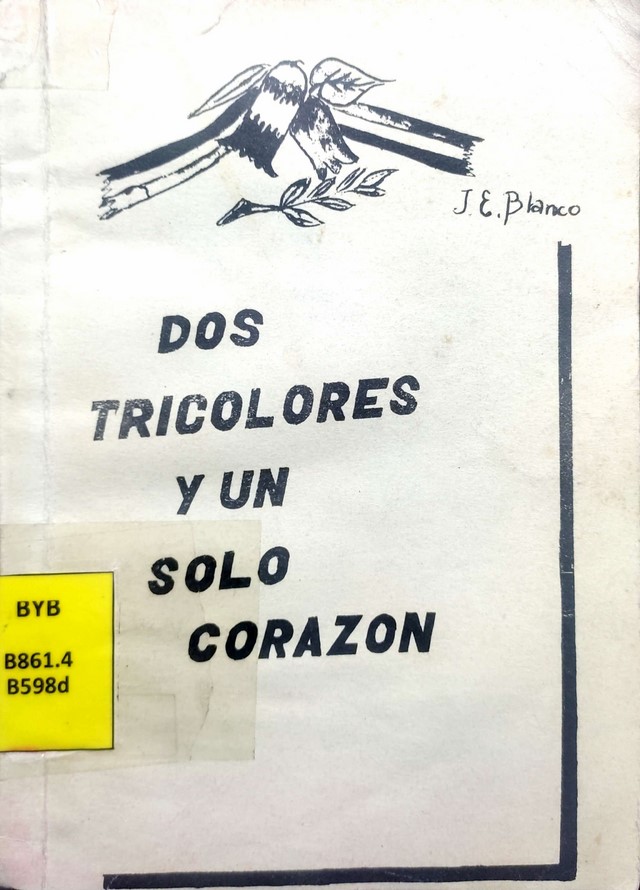 J. E. Blanco
DOS
TRICOLORES
Y UN
SOLO
CORAZON
BYB
B861.4
B598d